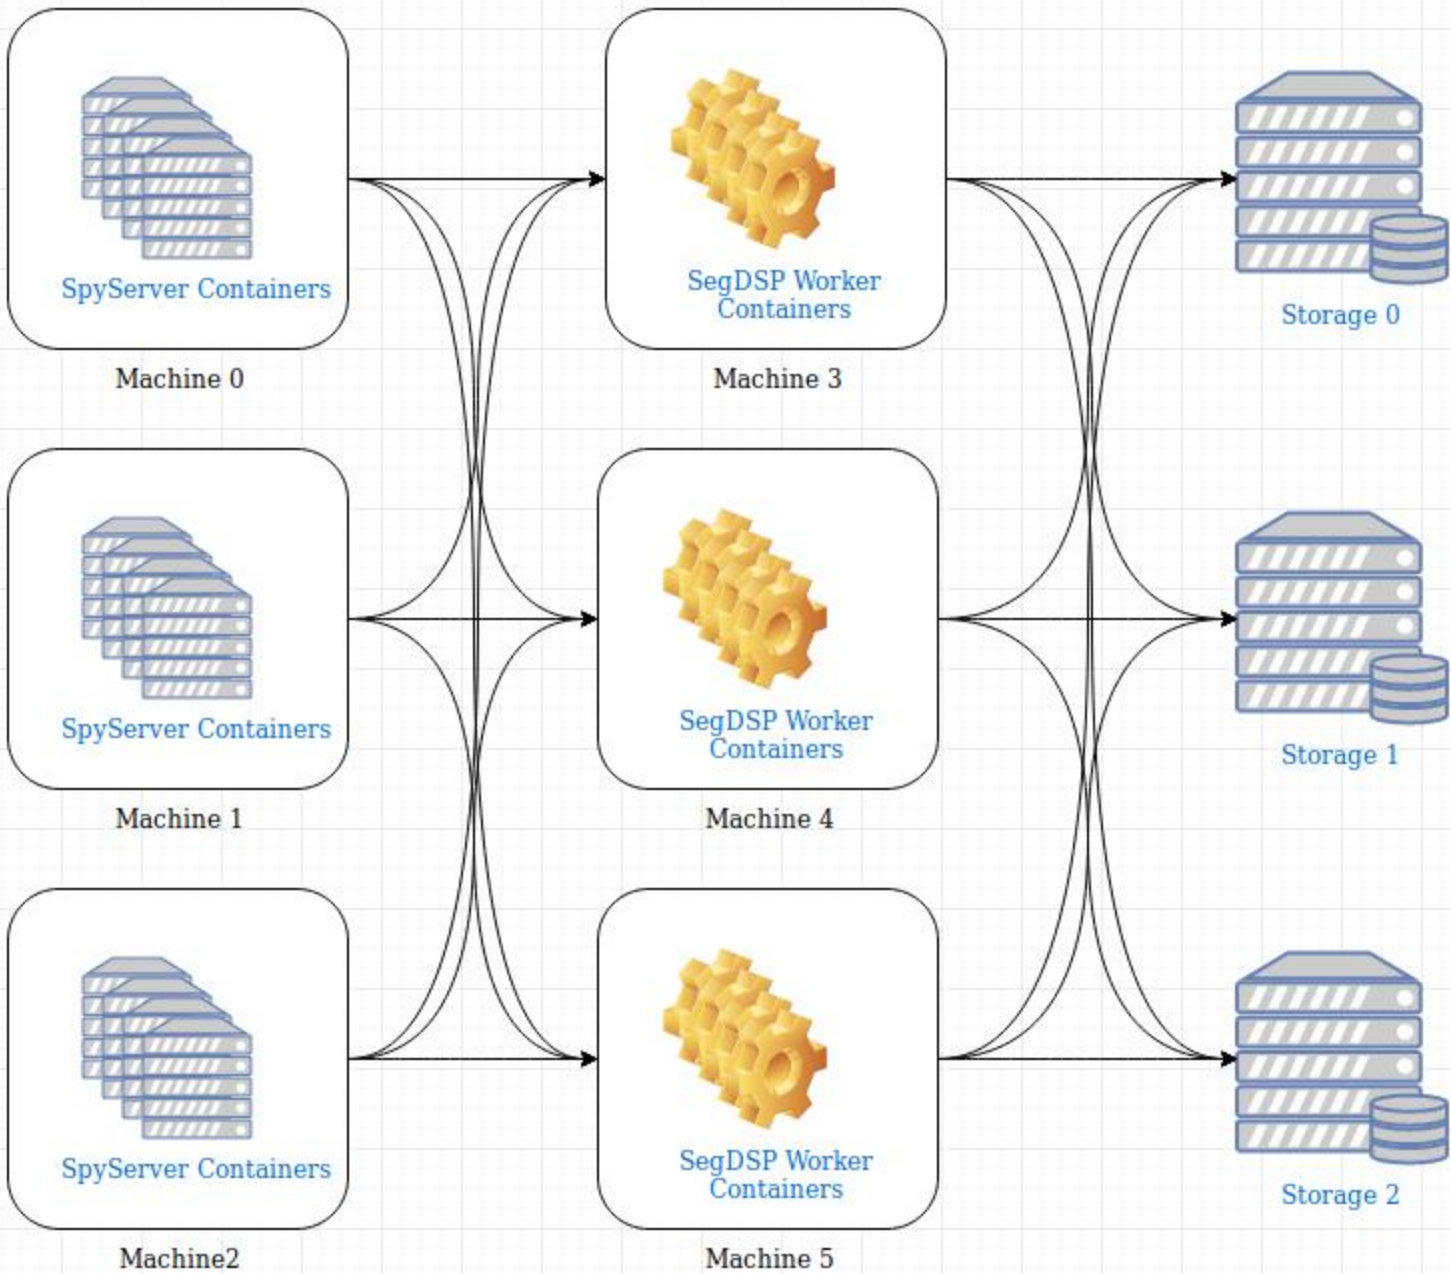 SpyServer Containers
Machine 0
SegDSP Worker
Containers
Machine 3
Storage 0
SpyServer Containers
Machine 1
SegDSP Worker
Containers
Machine 4
Storage 1
SpyServer Containers
Machine2
SegDSP Worker
Containers
Machine 5
Storage 2